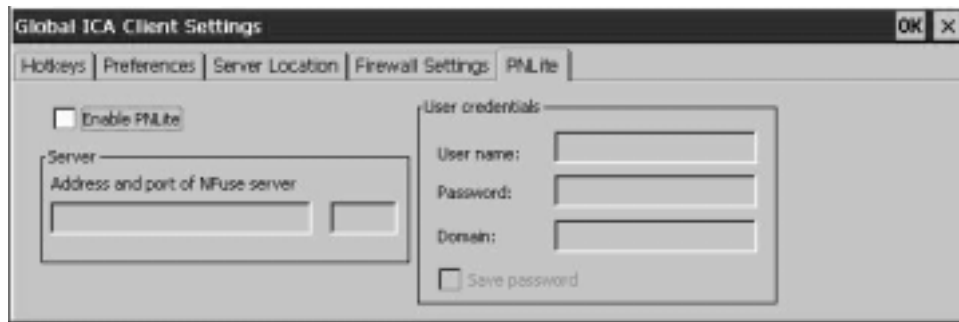 Global ICA Client Settings OK ×
Hotkeys Preferences Server Location Firewall Settings PNLite
Enable PNLite
Server
Address and port of NFuse server
User credentials
User name:
Password:
Domain:
Save password